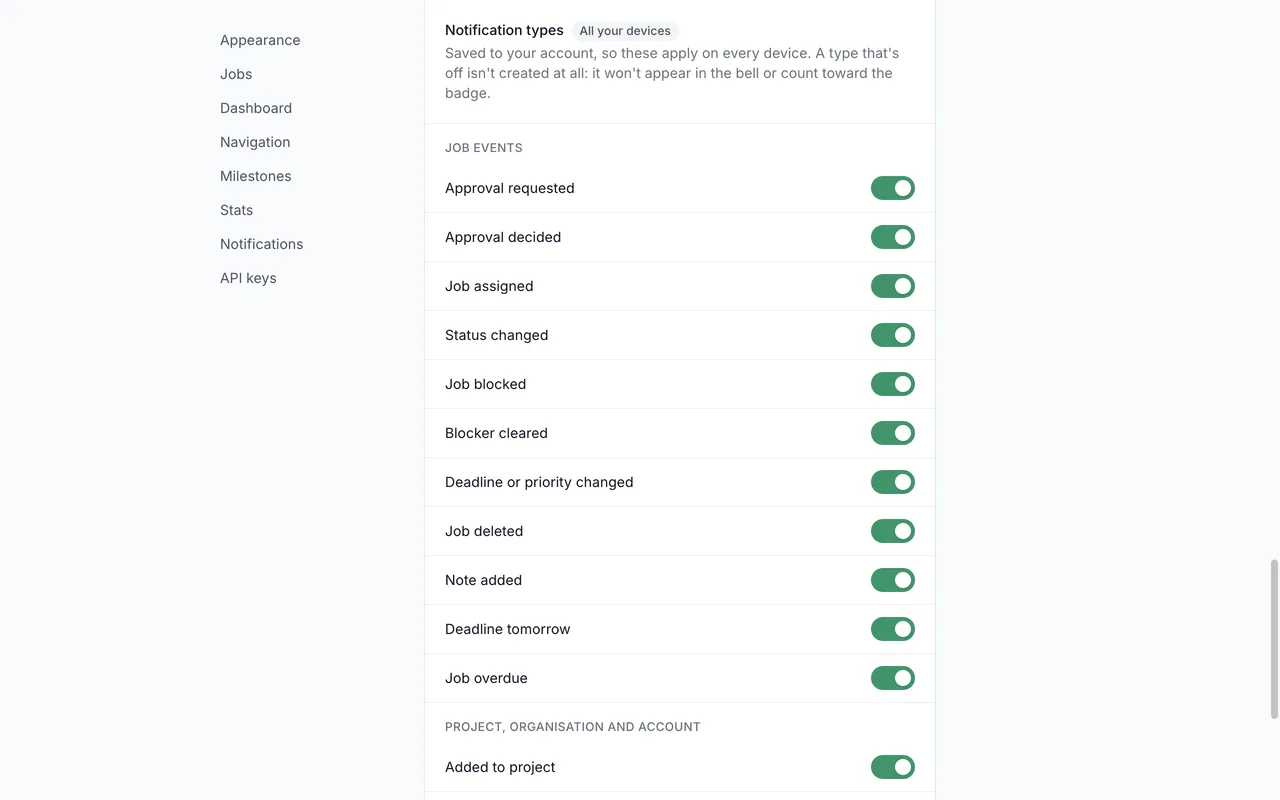 Appearance
Jobs
Dashboard
Navigation
Milestones
Stats
Notifications
API keys
Notification types All your devices
Saved to your account, so these apply on every device. A type that's
off isn't created at all: it won't appear in the bell or count toward the
badge.
JOB EVENTS
Approval requested
Approval decided
Job assigned
Status changed
Job blocked
Blocker cleared
Deadline or priority changed
Job deleted
Note added
Deadline tomorrow
Job overdue
PROJECT, ORGANISATION AND ACCOUNT
Added to project